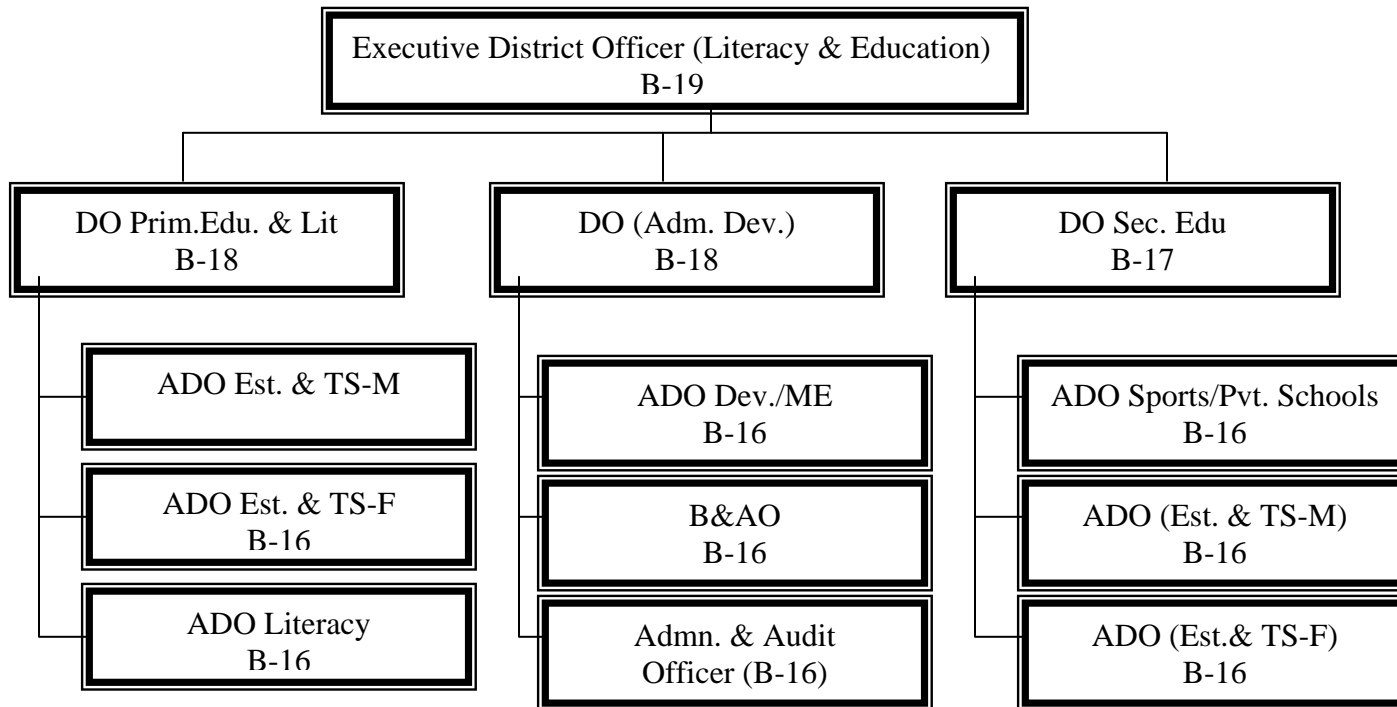 Executive District Officer (Literacy & Education)
B-19
DO Prim.Edu. & Lit
B-18
DO (Adm. Dev.)
B-18
DO Sec. Edu
B-17
ADO Est. & TS-M
ADO Est. & TS-F
B-16
ADO Literacy
B-16
ADO Dev./ME
B-16
B&AO
B-16
Admn. & Audit
Officer (B-16)
ADO Sports/Pvt. Schools
B-16
ADO (Est. & TS-M)
B-16
ADO (Est.& TS-F)
B-16